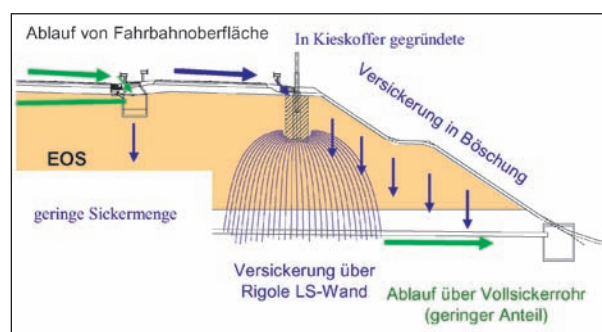 Ablauf von Fahrbahnoberfläche
In Kieskoffer gegründete
Versickerung in Böschung
EOS
geringe Sickermenge
Versickerung über
Rigole LS-Wand
Ablauf über Vollsickerrohr
(geringer Anteil)